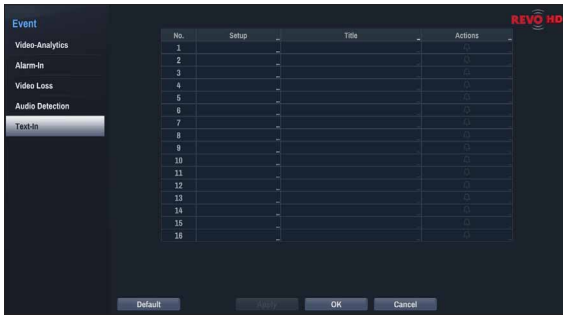 Event
REVO HD
Video-Analytics
Alarm-In
Video Loss
Audio Detection
Text-In
No. Setup Title Actions
1
2
3
4
5
6
7
8
9
10
11
12
13
14
15
16
Default Apply OK Cancel